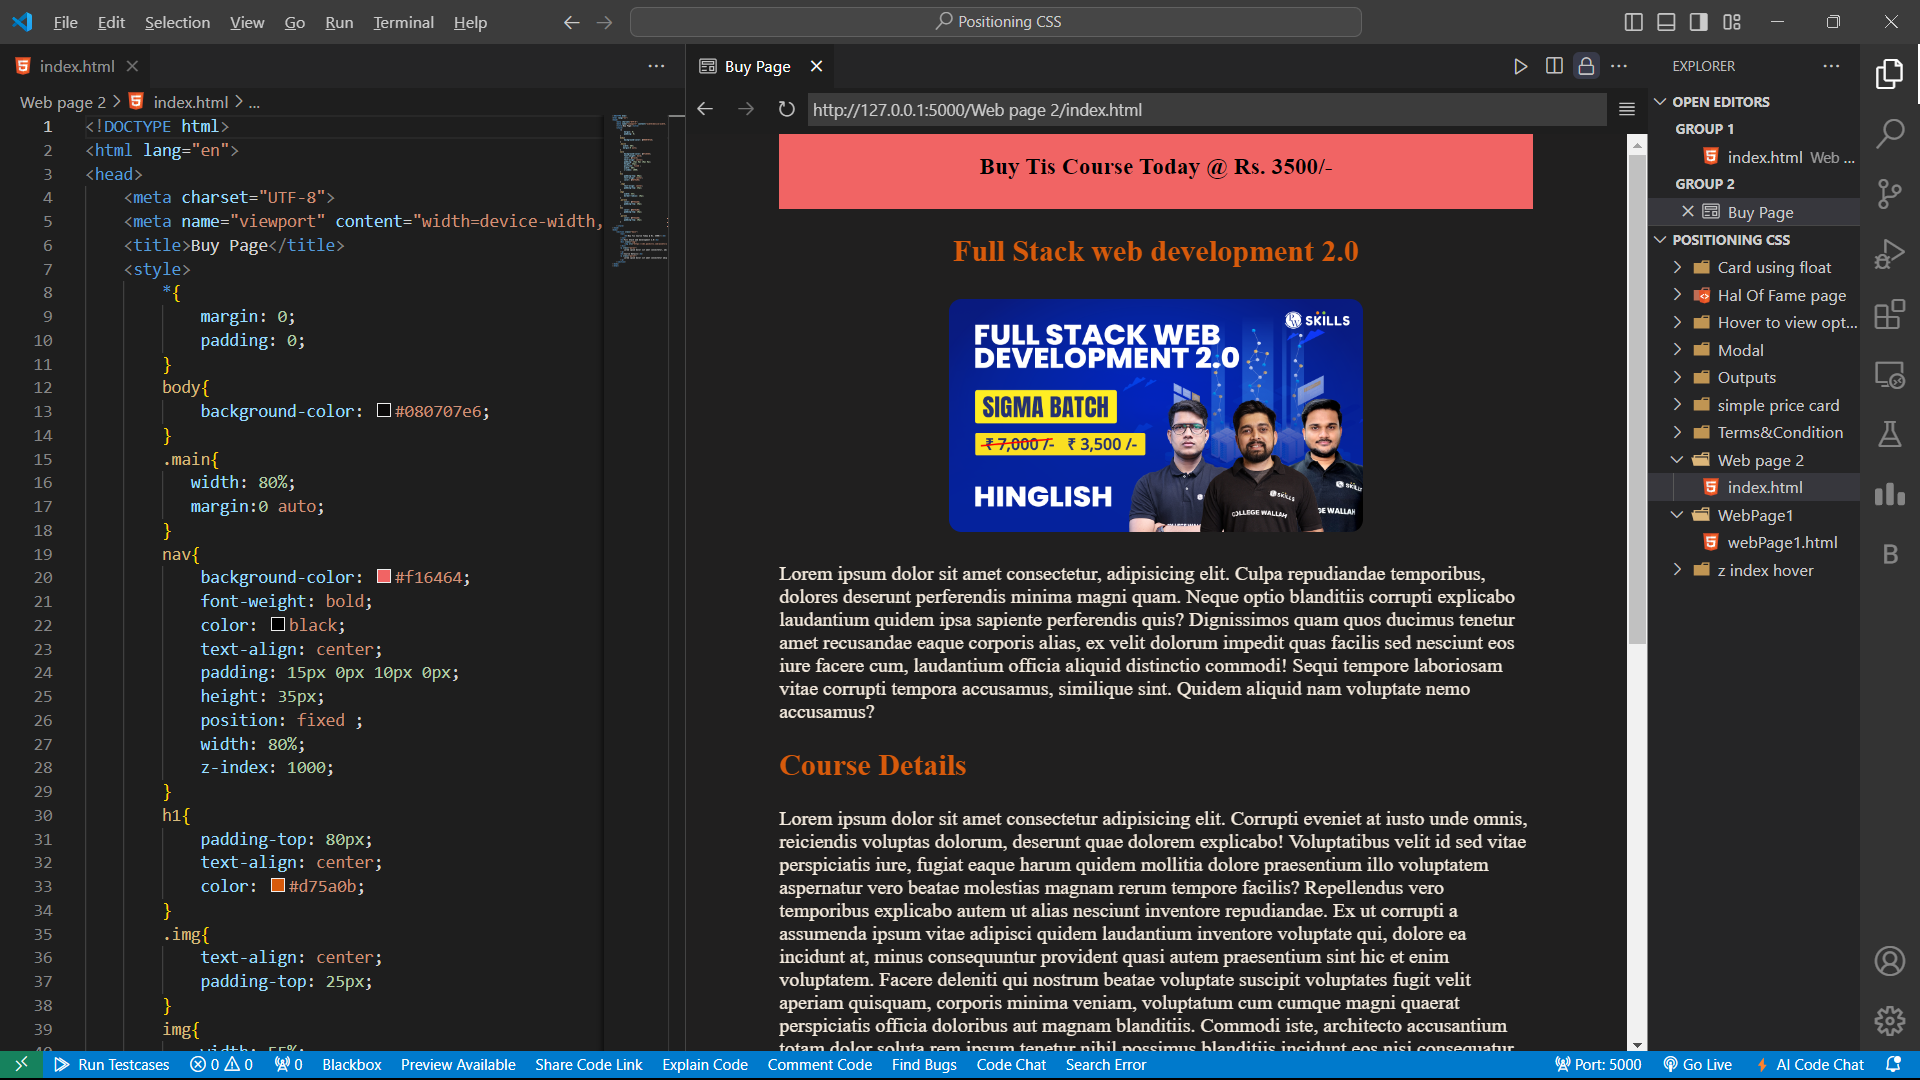 File Edit Selection View Go Run Terminal Help
Positioning CSS
index.html
Web page 2 > index.html > ...
1 <!DOCTYPE html>
2 <html lang="en">
3 <head>
4 <meta charset="UTF-8">
5 <meta name="viewport" content="width=device-width,
6 <title>Buy Page</title>
7 <style>
8 *{
9 margin: 0;
10 padding: 0;
11 }
12 body{
13 background-color: #080707e6;
14 }
15 .main{
16 width: 80%;
17 margin:0 auto;
18 }
19 nav{
20 background-color: #f16464;
21 font-weight: bold;
22 color: black;
23 text-align: center;
24 padding: 15px 0px 10px 0px;
25 height: 35px;
26 position: fixed ;
27 width: 80%;
28 z-index: 1000;
29 }
30 h1{
31 padding-top: 80px;
32 text-align: center;
33 color: #d75a0b;
34 }
35 .img{
36 text-align: center;
37 padding-top: 25px;
38 }
39 img{
40 width: 55%;
Buy Page
http://127.0.0.1:5000/Web page 2/index.html
Buy Tis Course Today @ Rs. 3500/-
Full Stack web development 2.0
SKILLS
FULL STACK WEB
DEVELOPMENT 2.0
SIGMA BATCH
₹ 7,000 /- ₹ 3,500 /-
HINGLISH
SKILLS
SKILLS
COLLEGE WALLAH
GE WALLAH
Lorem ipsum dolor sit amet consectetur, adipisicing elit. Culpa repudiandae temporibus,
dolores deserunt perferendis minima magni quam. Neque optio blanditiis corrupti explicabo
laudantium quidem ipsa sapiente perferendis quis? Dignissimos quam quos ducimus tenetur
amet recusandae eaque corporis alias, ex velit dolorum impedit quas facilis sed nesciunt eos
iure facere cum, laudantium officia aliquid distinctio commodi! Sequi tempore laboriosam
vitae corrupti tempora accusamus, similique sint. Quidem aliquid nam voluptate nemo
accusamus?
Course Details
Lorem ipsum dolor sit amet consectetur adipisicing elit. Corrupti eveniet at iusto unde omnis,
reiciendis voluptas dolorum, deserunt quae dolorem explicabo! Voluptatibus velit id sed vitae
perspiciatis iure, fugiat eaque harum quidem mollitia dolore praesentium illo voluptatem
aspernatur vero beatae molestias magnam rerum tempore facilis? Repellendus vero
temporibus explicabo autem ut alias nesciunt inventore repudiandae. Ex ut corrupti a
assumenda ipsum vitae adipisci quidem laudantium inventore voluptate qui, dolore ea
incidunt at, minus consequuntur provident quasi autem praesentium sint hic et enim
voluptatem. Facere deleniti qui nostrum beatae voluptate suscipit voluptates fugit velit
aperiam quisquam, corporis minima veniam, voluptatum cum cumque magni quaerat
perspiciatis officia doloribus aut magnam blanditiis. Commodi iste, architecto accusantium
totam dolor soluta rem ipsum tenetur nihil possimus blanditiis incidunt eos nisi consequatur
EXPLORER
OPEN EDITORS
GROUP 1
index.html Web ...
GROUP 2
Buy Page
POSITIONING CSS
Card using float
Hal Of Fame page
Hover to view opt...
Modal
Outputs
simple price card
Terms&Condition
Web page 2
index.html
WebPage1
webPage1.html
z index hover
B
Run Testcases 0 0 0 Blackbox Preview Available Share Code Link Explain Code Comment Code Find Bugs Code Chat Search Error Port: 5000 Go Live AI Code Chat